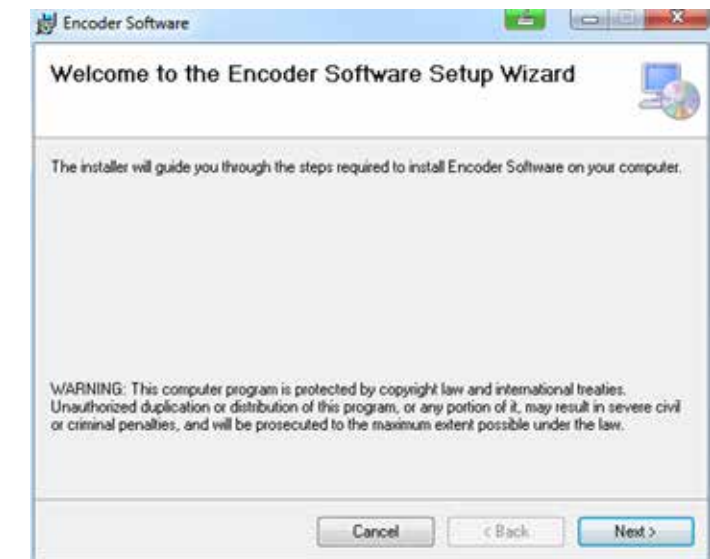 Encoder Software
Welcome to the Encoder Software Setup Wizard
The installer will guide you through the steps required to install Encoder Software on your computer.
WARNING: This computer program is protected by copyright law and international treaties.
Unauthorized duplication or distribution of this program, or any portion of it, may result in severe civil
or criminal penalties, and will be prosecuted to the maximum extent possible under the law.
Cancel < Back Next >